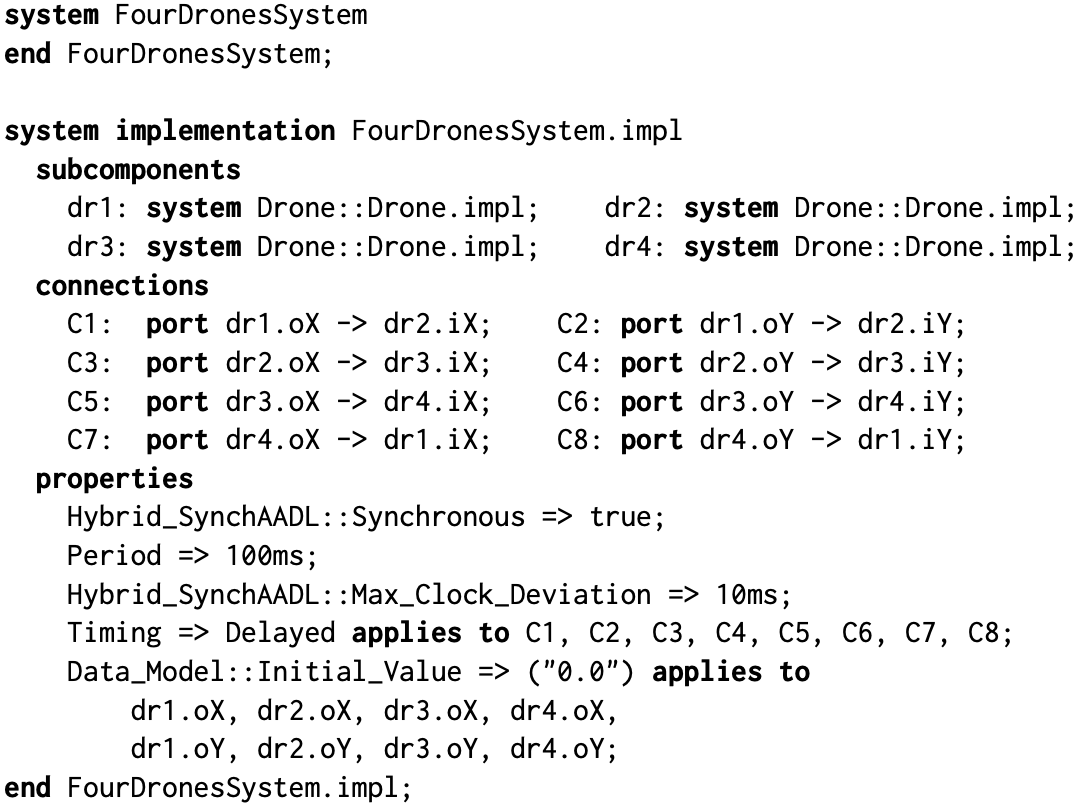 system FourDronesSystem
end FourDronesSystem;

system implementation FourDronesSystem.impl
  subcomponents
    dr1: system Drone::Drone.impl;    dr2: system Drone::Drone.impl;
    dr3: system Drone::Drone.impl;    dr4: system Drone::Drone.impl;
  connections
    C1:  port dr1.oX -> dr2.iX;    C2: port dr1.oY -> dr2.iY;
    C3:  port dr2.oX -> dr3.iX;    C4: port dr2.oY -> dr3.iY;
    C5:  port dr3.oX -> dr4.iX;    C6: port dr3.oY -> dr4.iY;
    C7:  port dr4.oX -> dr1.iX;    C8: port dr4.oY -> dr1.iY;
  properties
    Hybrid_SynchAADL::Synchronous => true;
    Period => 100ms;
    Hybrid_SynchAADL::Max_Clock_Deviation => 10ms;
    Timing => Delayed applies to C1, C2, C3, C4, C5, C6, C7, C8;
    Data_Model::Initial_Value => ("0.0") applies to
        dr1.oX, dr2.oX, dr3.oX, dr4.oX,
        dr1.oY, dr2.oY, dr3.oY, dr4.oY;
end FourDronesSystem.impl;